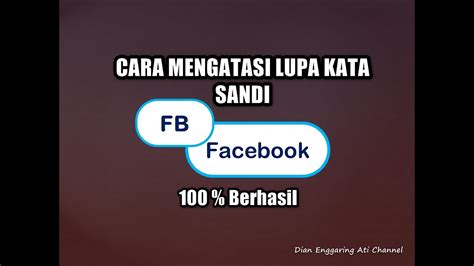 CARA MENGATASI LUPA KATA
SANDI
FB
Facebook
100 % Berhasil
Dian Enggaring Ati Channel